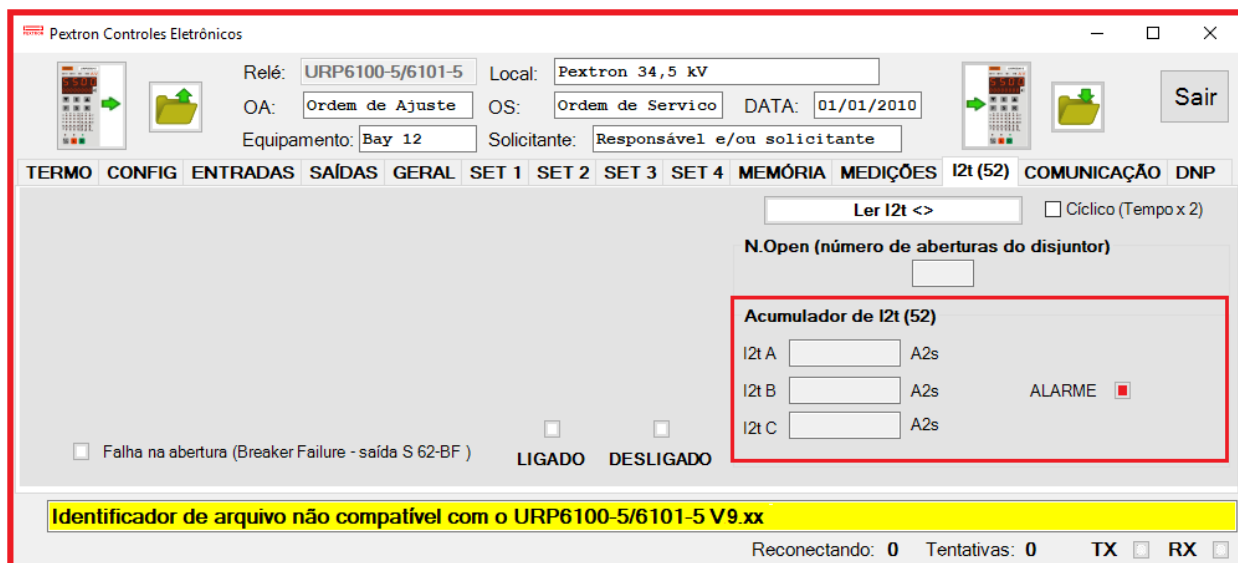 Pextron Controles Eletrônicos
Relé: URP6100-5/6101-5 Local: Pextron 34,5 kV
OA: Ordem de Ajuste OS: Ordem de Servico DATA: 01/01/2010
Equipamento: Bay 12 Solicitante: Responsável e/ou solicitante
Sair
TERMO CONFIG ENTRADAS SAÍDAS GERAL SET 1 SET 2 SET 3 SET 4 MEMÓRIA MEDIÇÕES I2t (52) COMUNICAÇÃO DNP
Ler I2t <> Cíclico (Tempo x 2)
N.Open (número de aberturas do disjuntor)
Acumulador de I2t (52)
I2t A A2s
I2t B A2s ALARME
I2t C A2s
Falha na abertura (Breaker Failure - saída S 62-BF ) LIGADO DESLIGADO
Identificador de arquivo não compatível com o URP6100-5/6101-5 V9.xx
Reconectando: 0 Tentativas: 0 TX RX